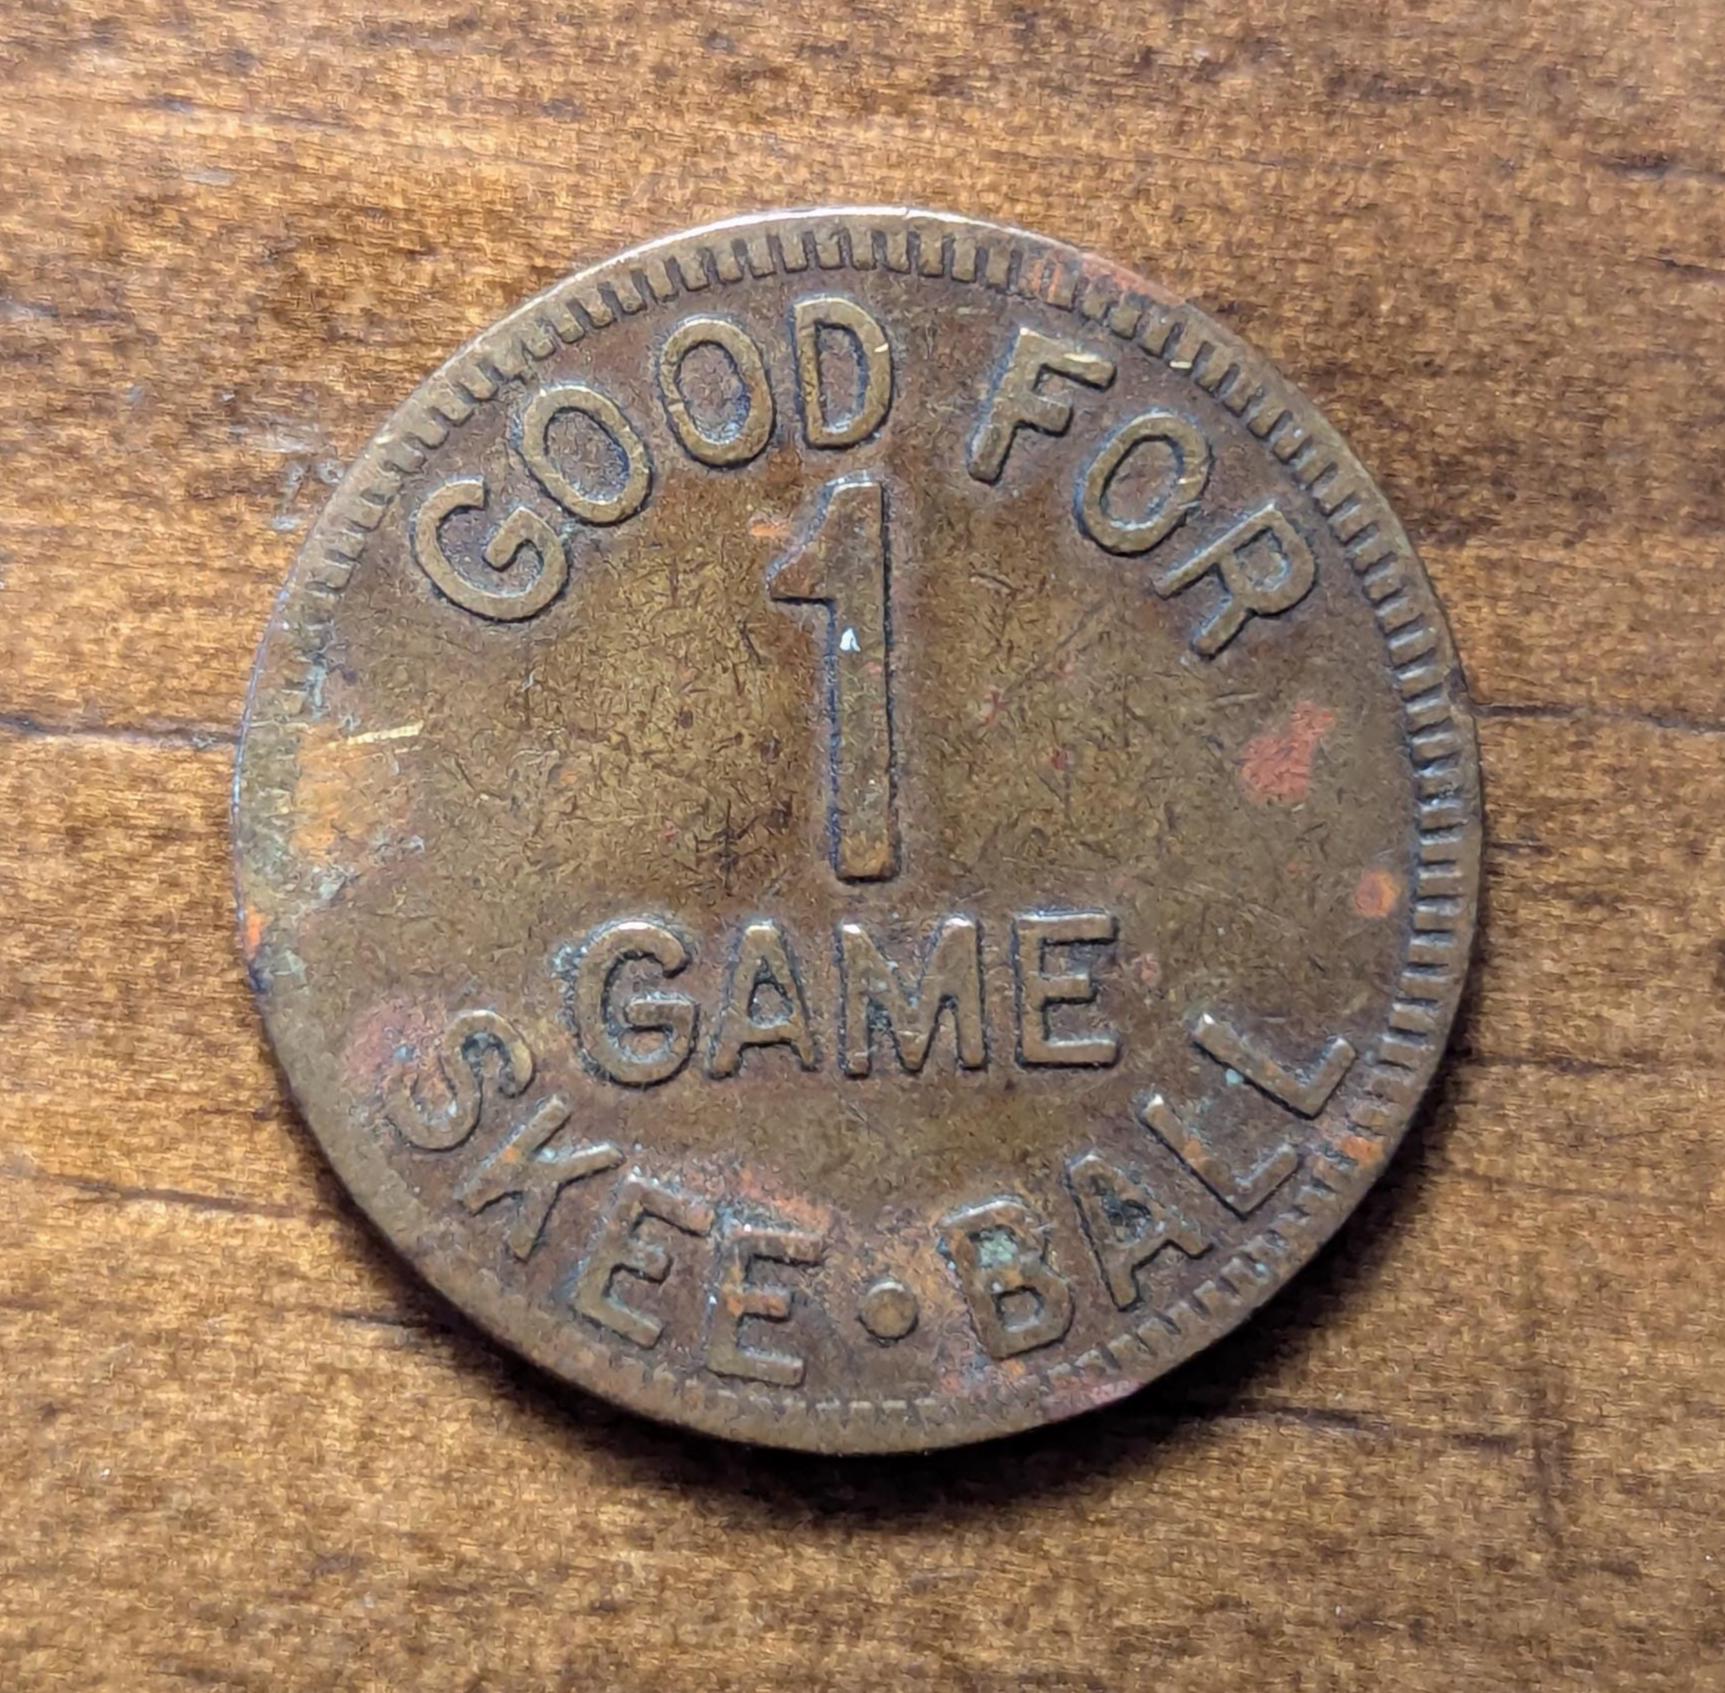 GOOD FOR
1
GAME
SKEE • BALL